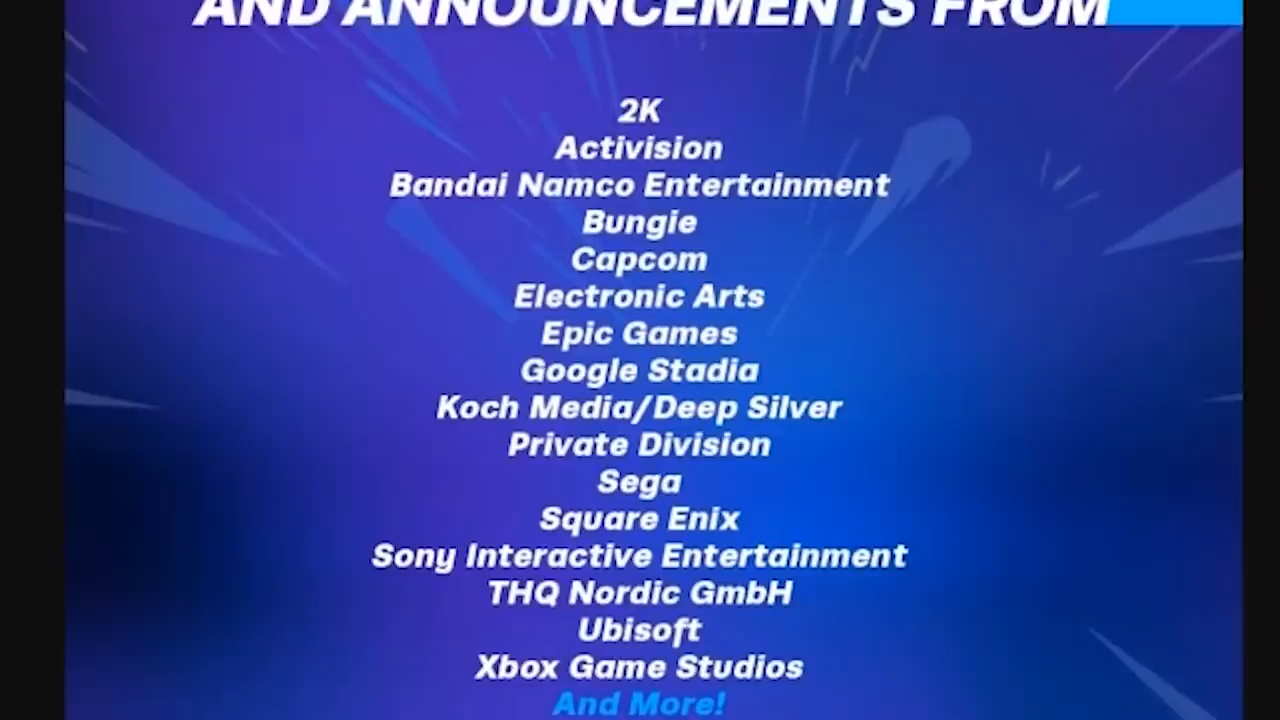 AND ANNOUNCEMENTS FROM
2K
Activision
Bandai Namco Entertainment
Bungie
Capcom
Electronic Arts
Epic Games
Google Stadia
Koch Media/Deep Silver
Private Division
Sega
Square Enix
Sony Interactive Entertainment
THQ Nordic GmbH
Ubisoft
Xbox Game Studios
And More!